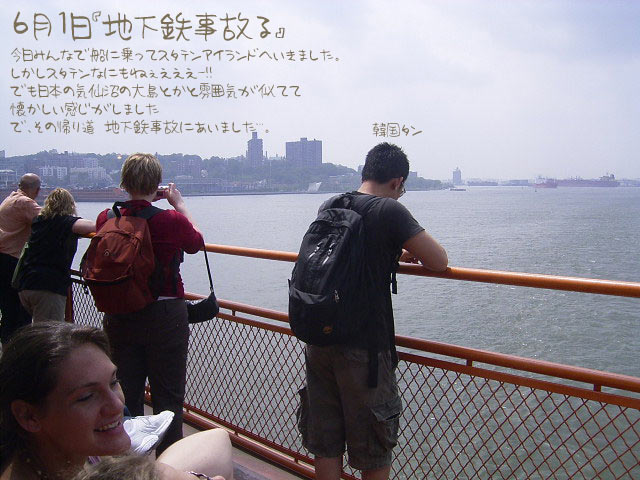 6月1日『地下鉄事故る』
今日みんなで船に乗ってスタテンアイランドへいきました。
しかしスタテンなにもねぇえええー!!
でも日本の気仙沼の大島とかと雰囲気が似てて
懐かしい感じがしました
で、その帰り道 地下鉄事故にあいました…。
韓国タン